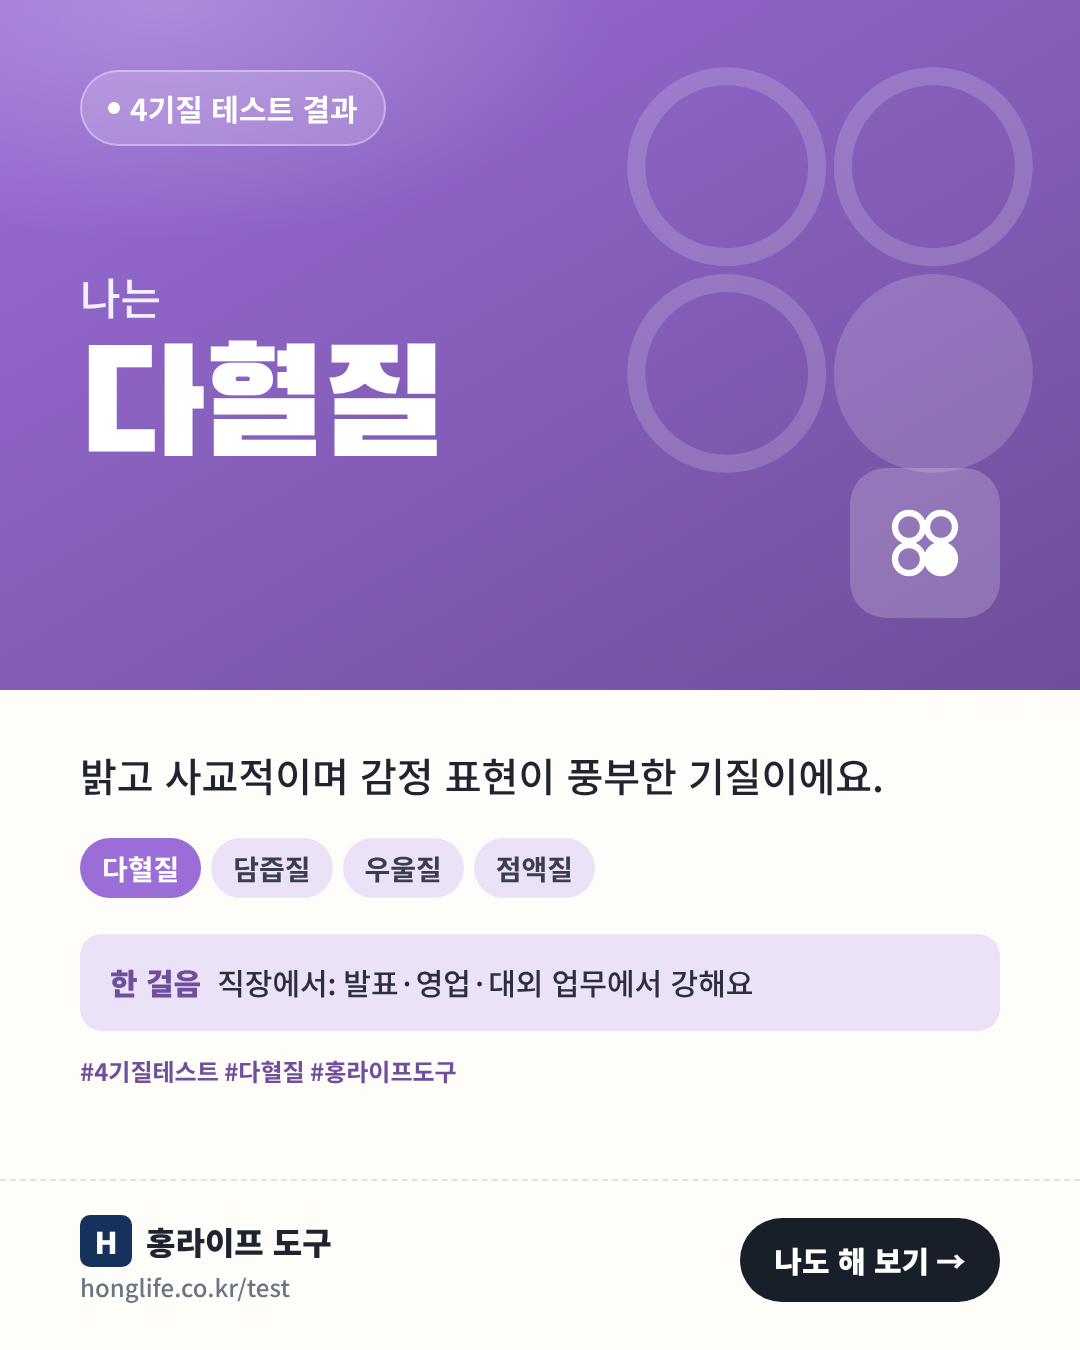 4기질 테스트 결과
나는
다혈질
밝고 사교적이며 감정 표현이 풍부한 기질이에요.
다혈질 담즙질 우울질 점액질
한 걸음 직장에서: 발표·영업·대외 업무에서 강해요
#4기질테스트 #다혈질 #홍라이프도구
H 홍라이프 도구
honglife.co.kr/test
나도 해 보기 →